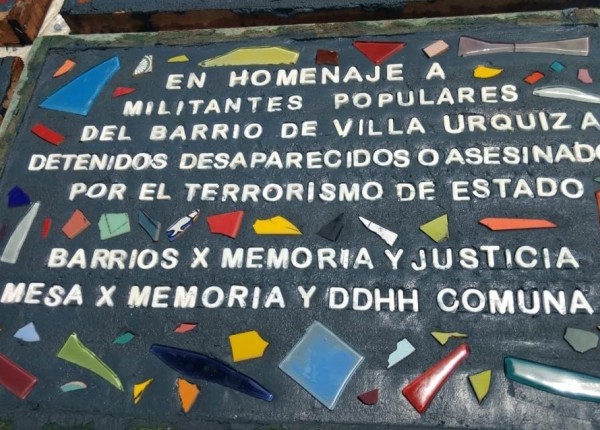 EN HOMENAJE A
MILITANTES POPULARES
DEL BARRIO DE VILLA URQUIZA
DETENIDOS DESAPARECIDOS O ASESINADO
POR EL TERRORISMO DE ESTADO
BARRIOS X MEMORIA Y JUSTICIA
MESA X MEMORIA Y DDHH COMUNA